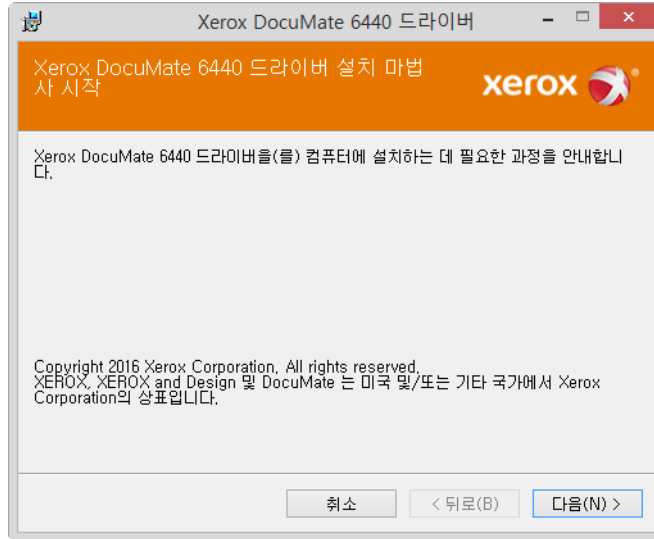 Xerox DocuMate 6440 드라이버
Xerox DocuMate 6440 드라이버 설치 마법
사 시작
xerox
Xerox DocuMate 6440 드라이버을(를) 컴퓨터에 설치하는 데 필요한 과정을 안내합니
다.
Copyright 2016 Xerox Corporation. All rights reserved.
XEROX, XEROX and Design 및 DocuMate 는 미국 및/또는 기타 국가에서 Xerox
Corporation의 상표입니다.
취소
< 뒤로(B)
다음(N) >